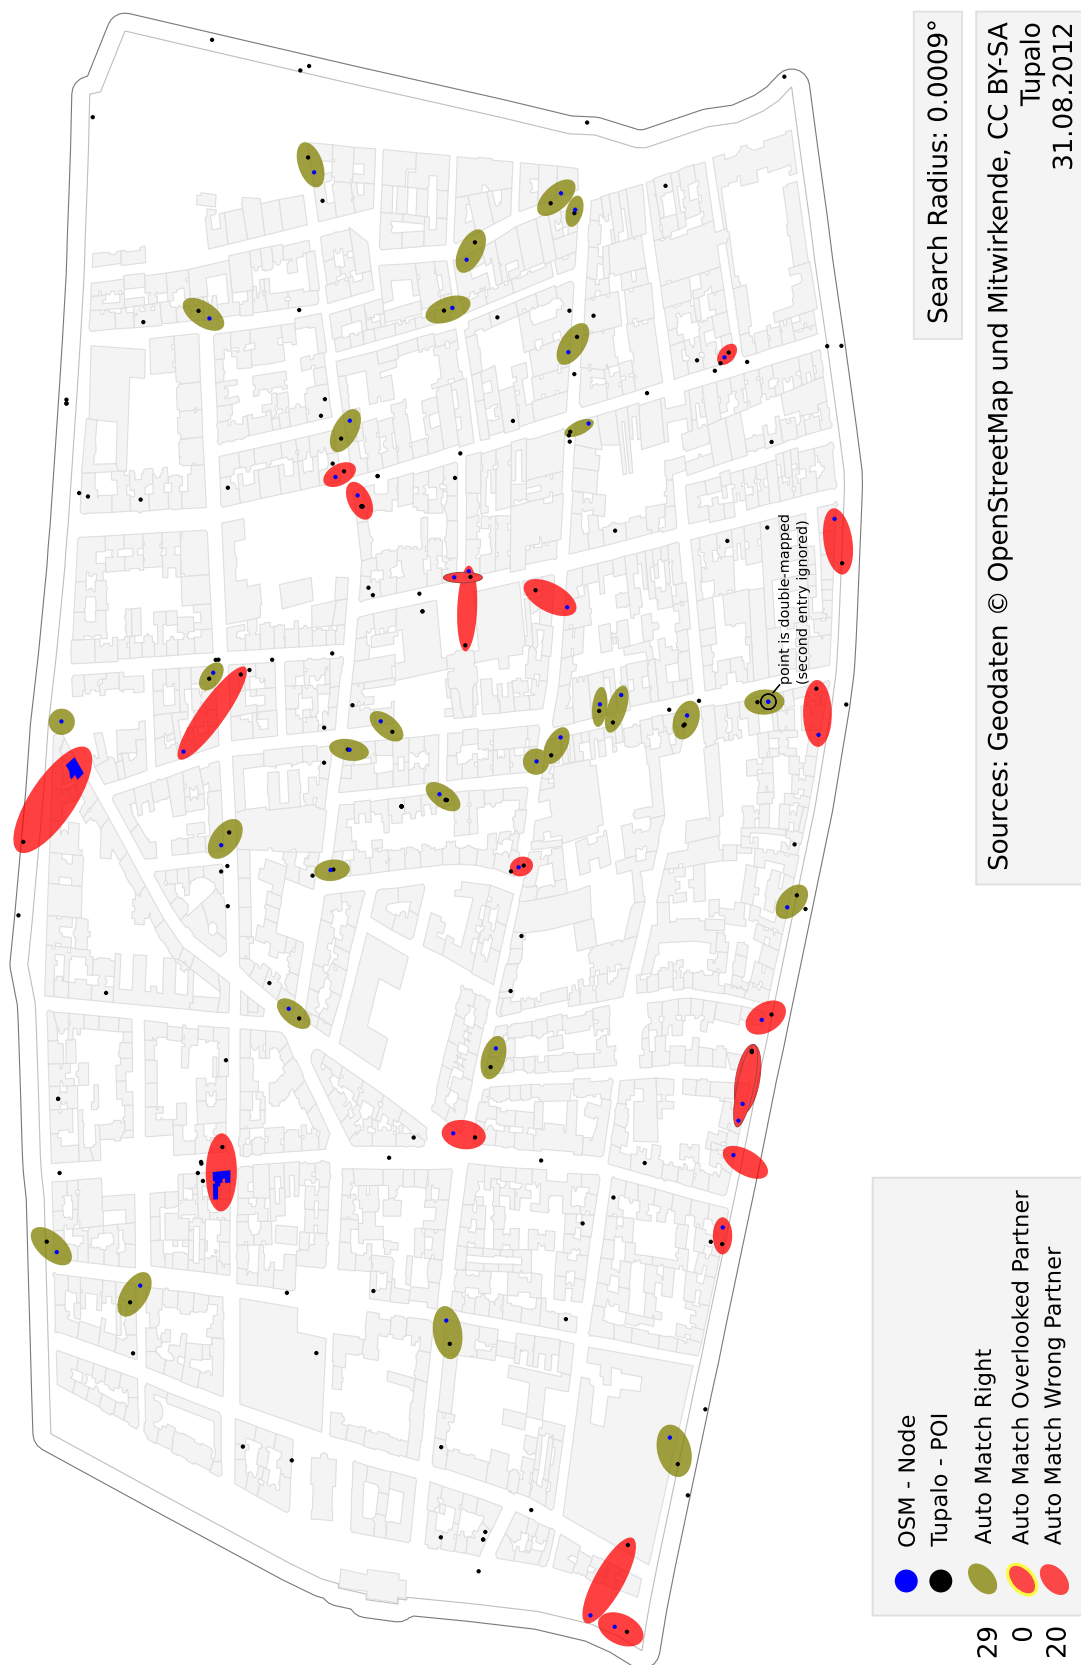 Search Radius: 0.0009°
Sources: Geodaten © OpenStreetMap und Mitwirkende, CC BY-SA
Tupalo
31.08.2012
point is double-mapped
(second entry ignored)
OSM - Node
Tupalo - POI
29 Auto Match Right
0 Auto Match Overlooked Partner
20 Auto Match Wrong Partner